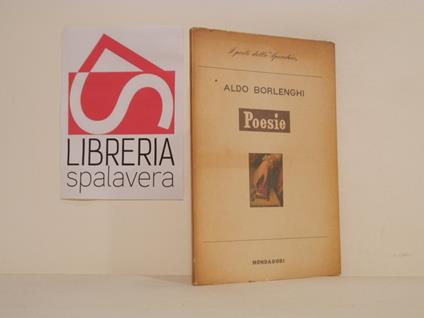 LIBRERIA
spalavera
I poeti dello "Specchio"
ALDO BORLENGHI
Poesie
MONDADORI